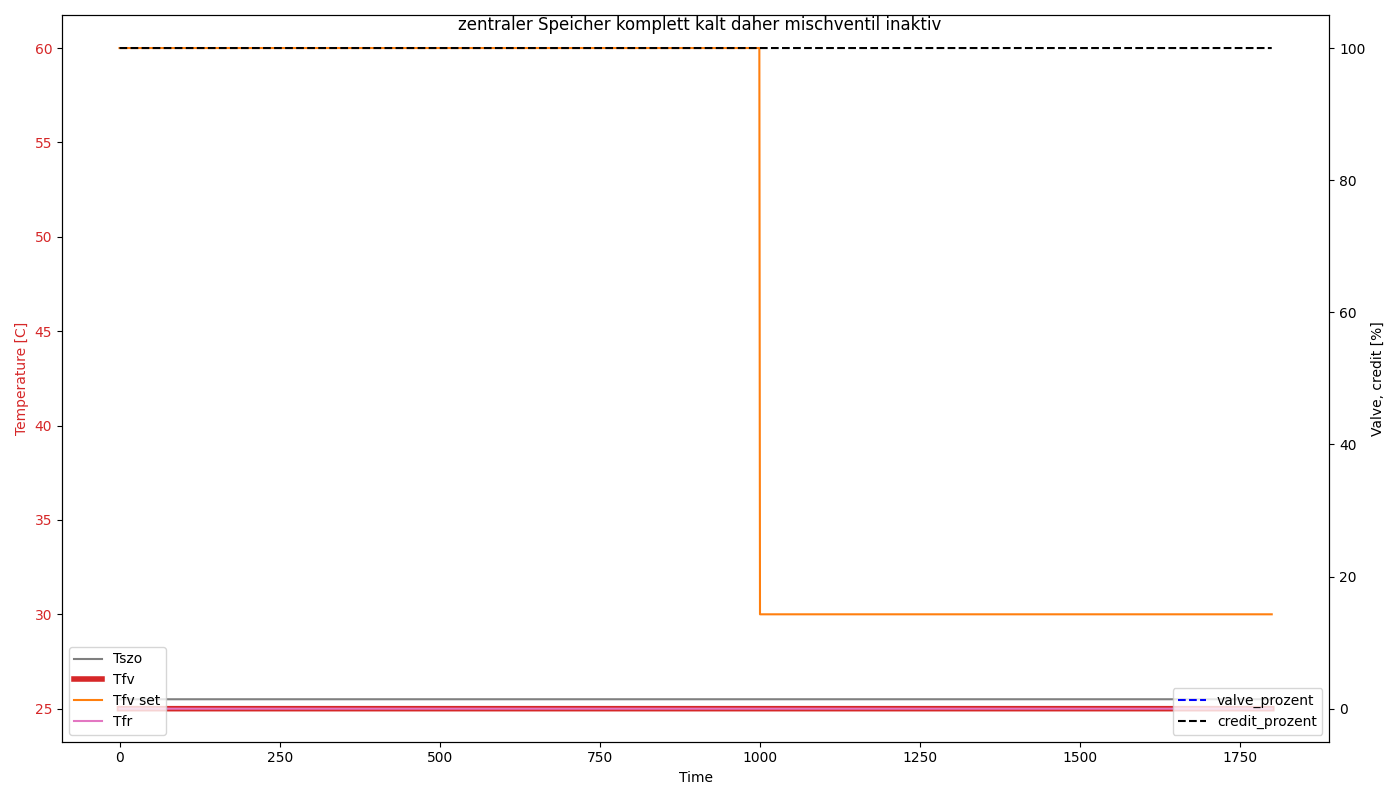 zentraler Speicher komplett kalt daher mischventil inaktiv
60
55
50
45
40
35
30
25
Temperature [C]
100
80
60
40
20
0
Valve, credit [%]
Tszo
Tfv
Tfv set
Tfr
valve_prozent
credit_prozent
0
250
500
750
1000
1250
1500
1750
Time